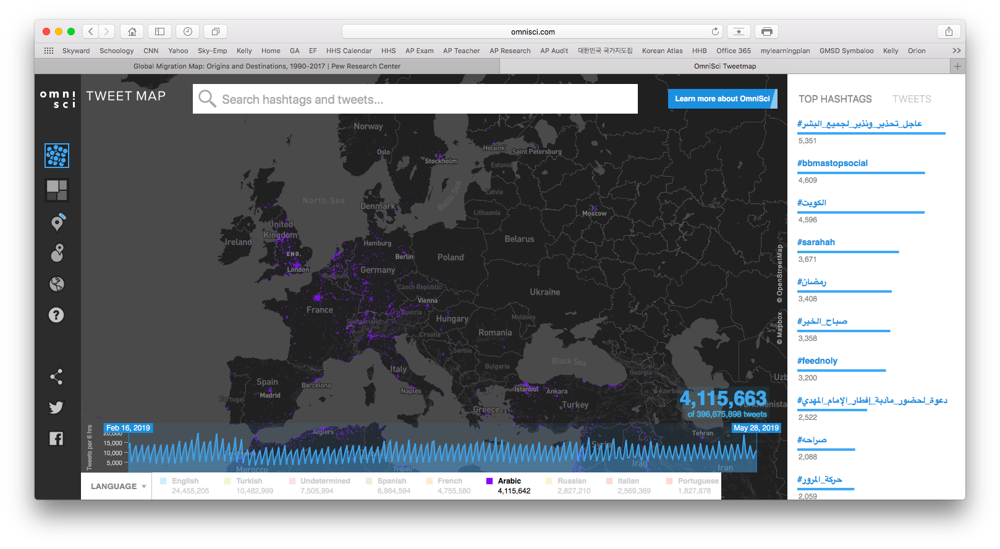 omnisci.com
Skyward Schoology CNN Yahoo Sky-Emp Kelly Home GA EF HHS Calendar HHS AP Exam AP Teacher AP Research AP Audit 대한민국 국가지도집 Korean Atlas HHB Office 365 mylearningplan GMSD Symbaloo Kelly Orion
Global Migration Map: Origins and Destinations, 1990-2017 | Pew Research Center
OmniSci Tweetmap
omni
sci
TWEET MAP
Search hashtags and tweets...
Learn more about OmniSci
TOP HASHTAGS
TWEETS
#عاجل_تحذير_ونذير_لجميع_البشر
5,351
#bbmastopsocial
4,609
#الكويت
4,596
#sarahah
3,671
#رمضان
3,408
#صباح_الخير
3,358
#feednoly
3,200
#دعوة_لحضور_مأدبة_إفطار_الإمام_المهدي
2,522
#صراحه
2,088
#حركة_المرور
2,059
Norway
Oslo
Stockholm
Helsinki
Saint Petersburg
Estonia
Latvia
Baltic Sea
North Sea
Denmark
Lithuania
Moscow
United
Kingdom
Ireland
ENG.
London
Hamburg
Berlin
Poland
Belarus
Germany
Belgium
Czech Republic
Ukraine
Vienna
France
Austria
Switzerland
Hungary
Moldova
Croatia
Romania
Serbia
Bulgaria
Black Sea
Georgia
Uzb
Italy
Spain
Barcelona
Madrid
Naples
Portugal
Istanbul
Ankara
Turkey
Greece
Azerbaija
Turkmenista
© Mapbox © OpenStreetMap
4,115,663
of 396,675,898 tweets
Feb 16, 2019
May 28, 2019
Algiers
Tehran
Syria
Iraq
Iran
Casablanca
Morocco
Tripoli
Tweets per 6 hrs
20,000
15,000
10,000
5,000
LANGUAGE
English
24,455,205
Turkish
10,482,999
Undetermined
7,505,994
Spanish
6,984,594
French
4,755,580
Arabic
4,115,642
Russian
2,827,210
Italian
2,569,369
Portuguese
1,827,878